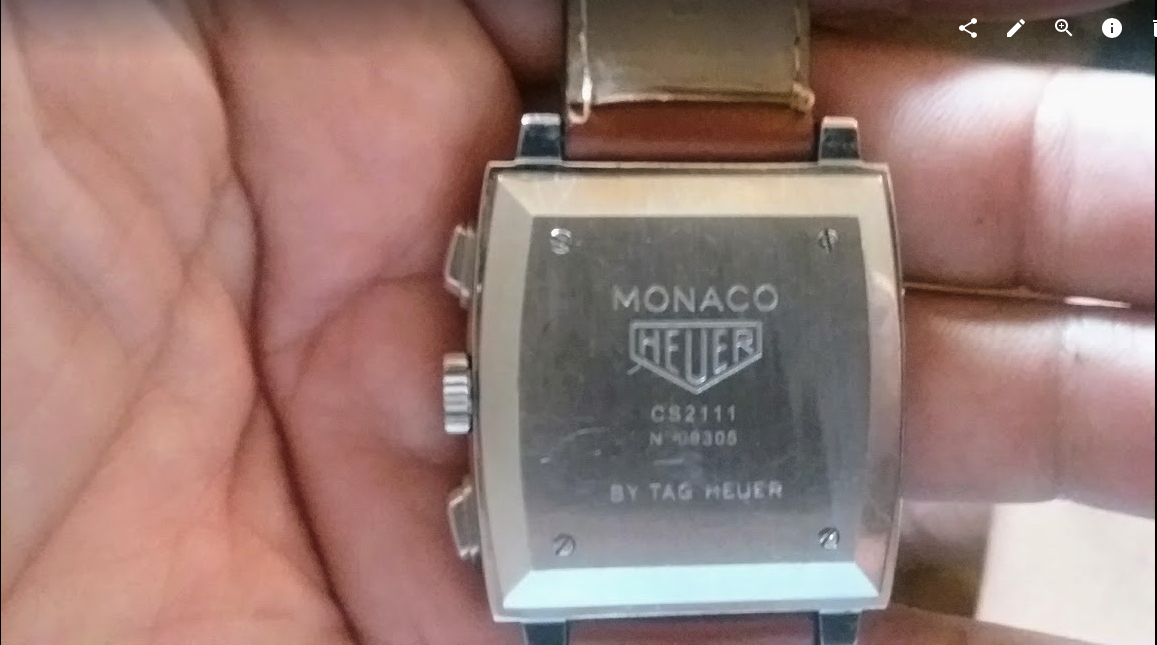 MONACO
HEUER
CS2111
BY TAG HEUER